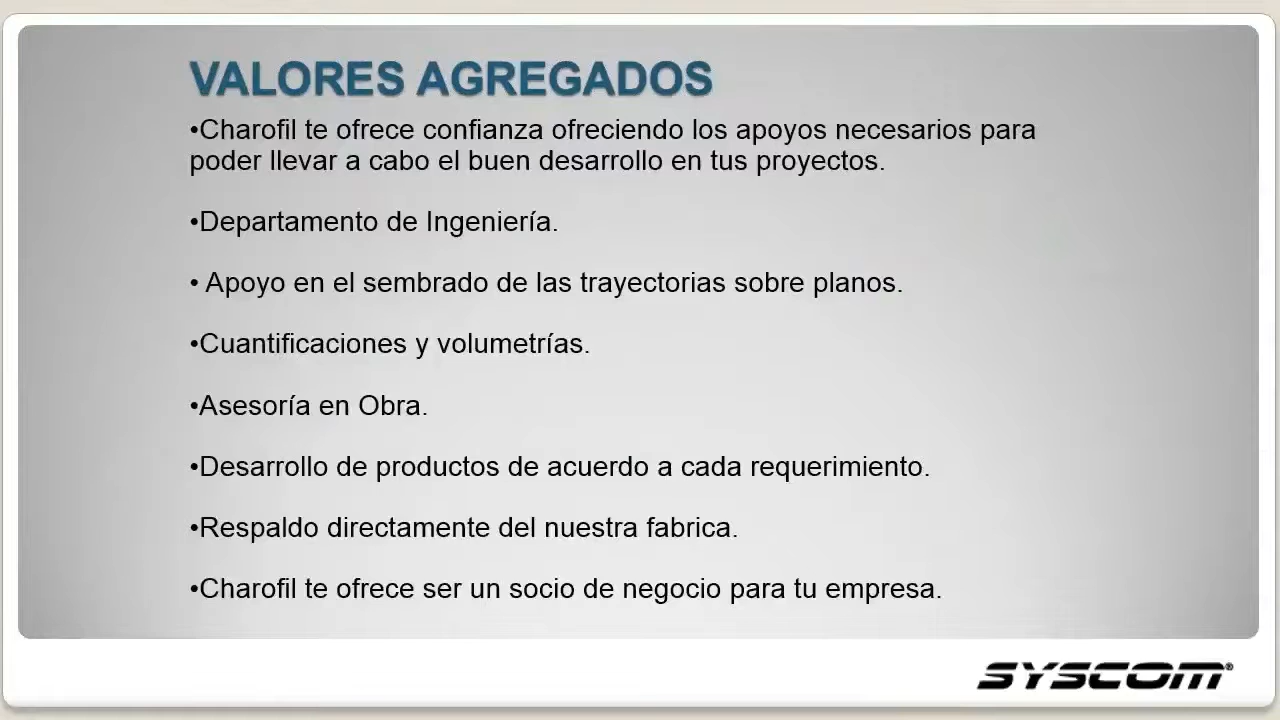 VALORES AGREGADOS
•Charofil te ofrece confianza ofreciendo los apoyos necesarios para
poder llevar a cabo el buen desarrollo en tus proyectos.
•Departamento de Ingeniería.
• Apoyo en el sembrado de las trayectorias sobre planos.
•Cuantificaciones y volumetrías.
•Asesoría en Obra.
•Desarrollo de productos de acuerdo a cada requerimiento.
•Respaldo directamente del nuestra fabrica.
•Charofil te ofrece ser un socio de negocio para tu empresa.
SYSCOM®